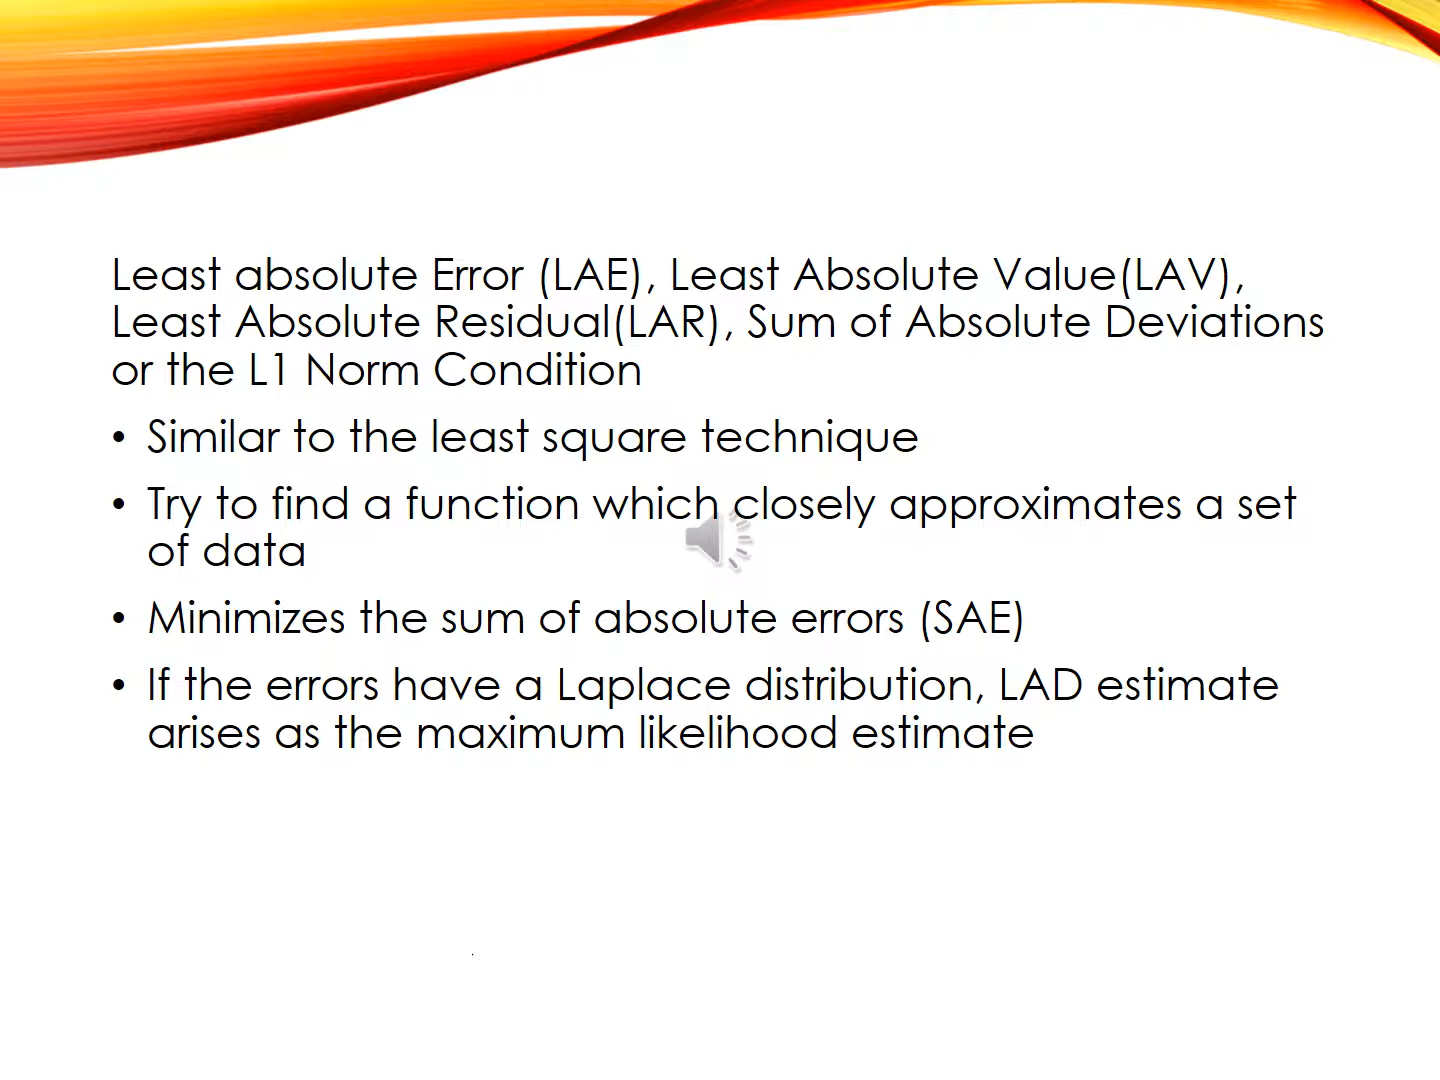 Least absolute Error (LAE), Least Absolute Value(LAV),
Least Absolute Residual(LAR), Sum of Absolute Deviations
or the L1 Norm Condition
• Similar to the least square technique
• Try to find a function which closely approximates a set
of data
• Minimizes the sum of absolute errors (SAE)
• If the errors have a Laplace distribution, LAD estimate
arises as the maximum likelihood estimate